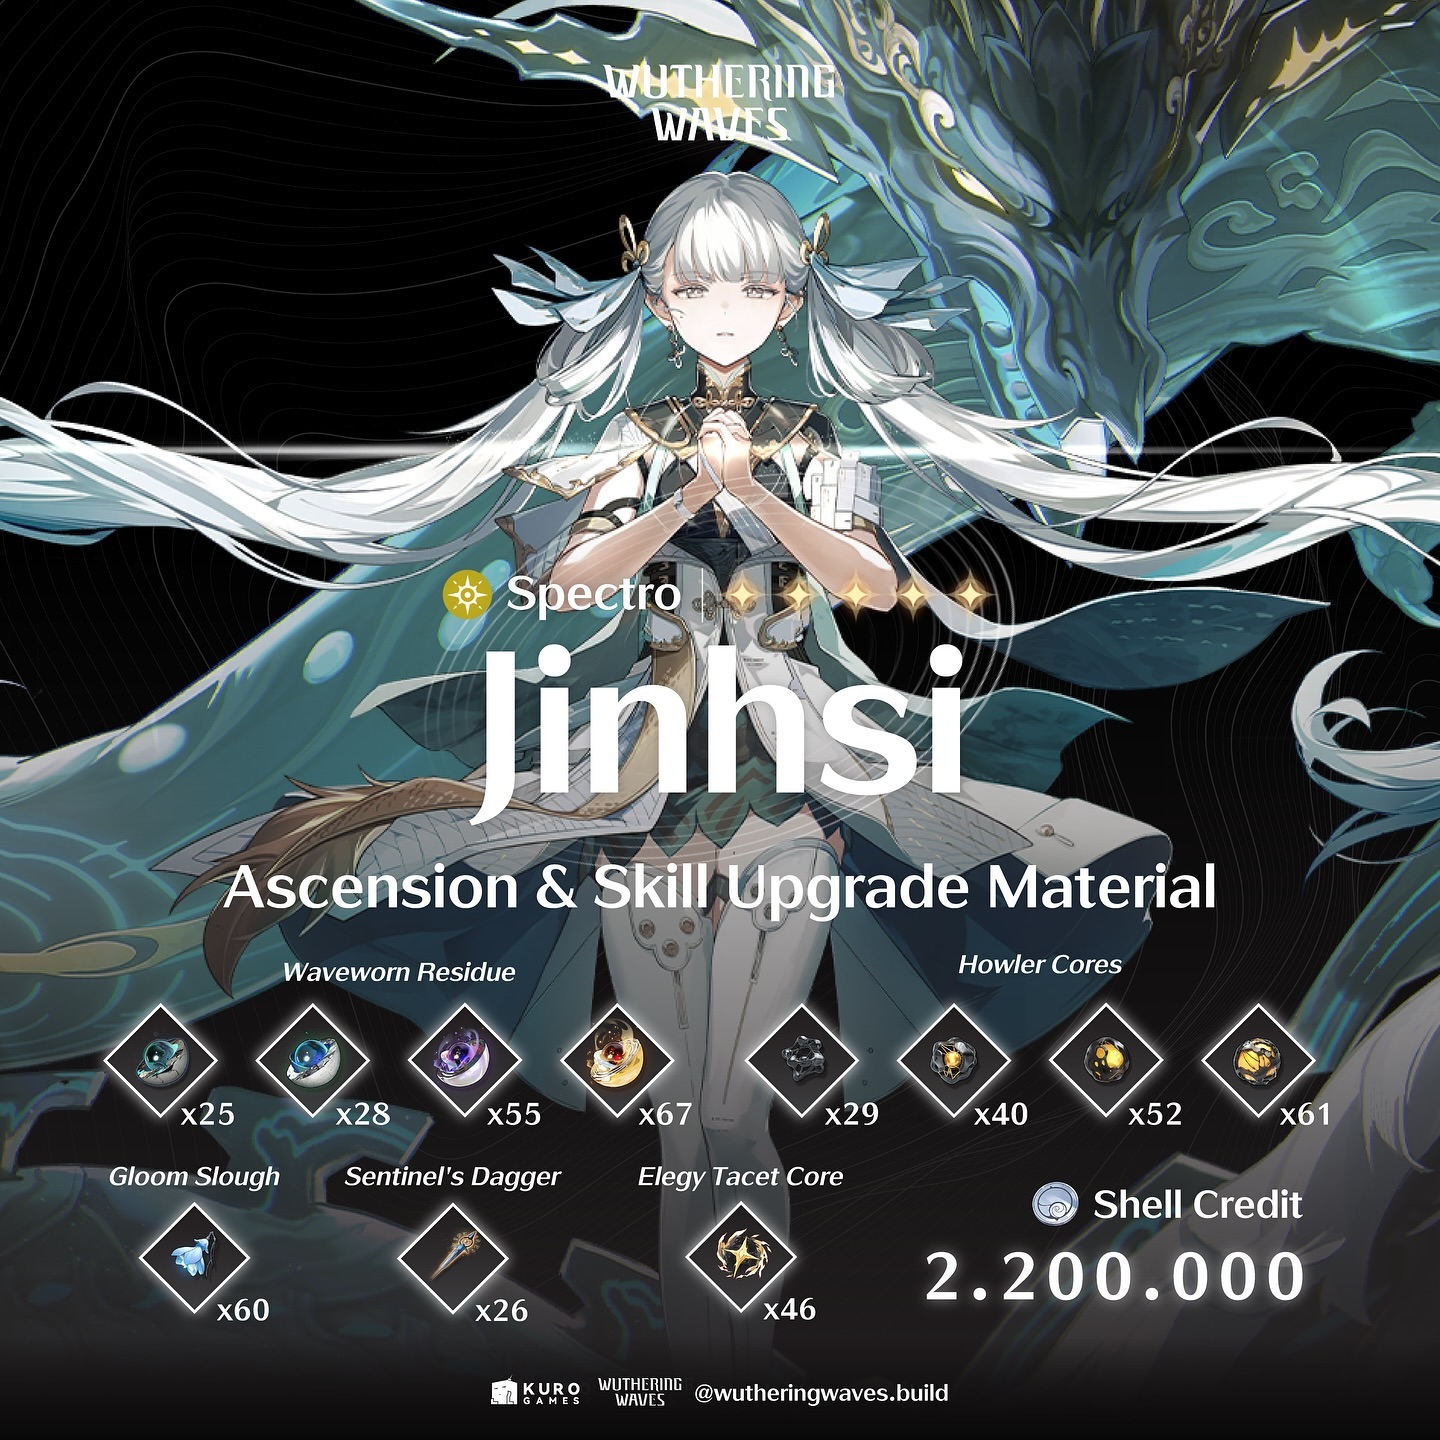 WUTHERING
WAVES
Spectro
Jinhsi
Ascension & Skill Upgrade Material
Waveworn Residue
Howler Cores
x25 x28 x55 x67 x29 x40 x52 x61
Gloom Slough
Sentinel's Dagger
Elegy Tacet Core
Shell Credit
2.200.000
x60 x26 x46
KURO
GAMES
WUTHERING
WAVES
@wutheringwaves.build